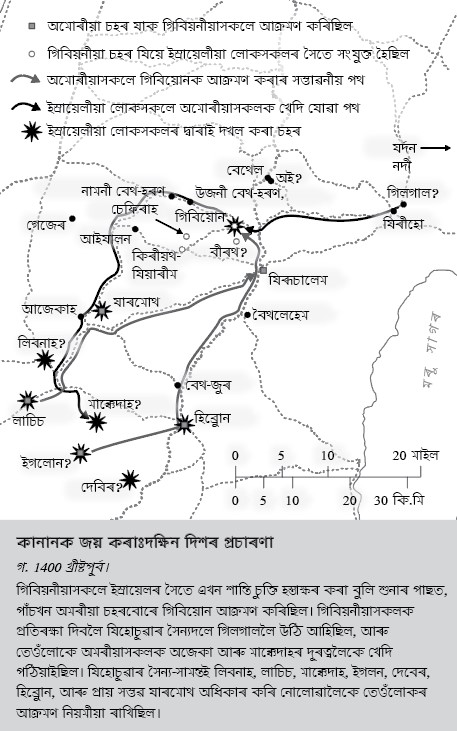 অমোৰীয়া চহৰ যাক গিবিয়নীয়াসকলে আক্ৰমণ কৰিছিল
গিবিয়নীয়া চহৰ যিয়ে ইস্ৰায়েলীয়া লোকসকলৰ সৈতে সংযুক্ত হৈছিল
অমোৰীয়াসকলে গিবিয়োনক আক্ৰমণ কৰাৰ সম্ভাৱনীয় পথ
ইস্ৰায়েলীয়া লোকসকলে অমোৰীয়াসকলক খেদি যোৱা পথ
ইস্ৰায়েলীয়া লোকসকলৰ দ্বাৰাই দখল কৰা চহৰ
যৰ্দন
নদী
বেথেল
অই?
নামনী বেথ-হৰণ
উজনী বেথ-হৰণ,
গিলগাল?
চেফিৰাহ
গিবিয়োন
যিৰীহো
গেজেৰ
আইযালন
কিৰীয়থ-
যিয়াৰীম
বীৰথ?
যিৰূচালেম
আজেকাহ
যাৰমোথ
বৈথলেহেম
লিবনাহ?
মৰু সাগৰ
বেথ-জুৰ
মাক্কেদাহ?
লাচিচ
হিব্ৰোন
ইগলোন?
দেবিৰ?
0 5 10 20 মাইল
0 5 10 20 30 কি.মি
কানানক জয় কৰাঃদক্ষিন দিশৰ প্ৰচাৰণা
গ. 1400 খ্ৰীষ্টপূৰ্ব।
গিবিয়নীয়াসকলে ইস্ৰায়েলৰ সৈতে এখন শান্তি চুক্তি হস্তাক্ষৰ কৰা বুলি শুনাৰ পাছত,
পাঁচখন অমৰীয়া চহৰবোৰে গিবিয়োন আক্ৰমণ কৰিছিল। গিবিয়নীয়াসকলক
প্ৰতিৰক্ষা দিবলৈ যিহোচূৱাৰ সৈন্যদলে গিলগাললৈ উঠি আহিছিল, আৰু
তেওঁলোকে অমৰীয়াসকলক অজেকা আৰু মাক্কেদাহৰ দুৰত্বলৈকে খেদি
পঠিয়াইছিল। যিহোচূৱাৰ সৈন্য-সামন্তই লিবনাহ, লাচিচ, মাক্কেদাহ, ইগলন, দেবেৰ,
হিব্ৰোন, আৰু প্ৰায় সম্ভৱ যাৰমোথ অধিকাৰ কৰি নোলোৱালৈকে তেওঁলোকৰ
আক্ৰমণ নিয়মীয়া ৰাখিছিল।